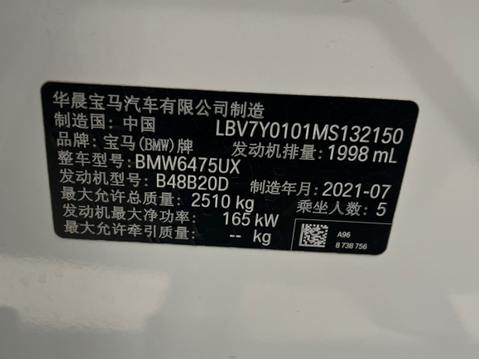 华晨宝马汽车有限公司制造
制造国: 中国 LBV7Y0101MS132150
品牌: 宝马(BMW)牌 发动机排量: 1998 mL
整车型号: BMW6475UX
发动机型号: B48B20D 制造年月: 2021-07
最大允许总质量: 2510 kg 乘坐人数: 5
发动机最大净功率: 165 kW
最大允许牵引质量: -- kg
A96
8 738 756